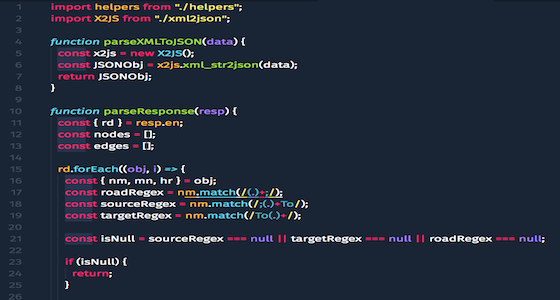 1 import helpers from "./helpers";
2 import X2JS from "./xml2json";
3
4 function parseXMLToJSON(data) {
5 const x2js = new X2JS();
6 const JSONObj = x2js.xml_str2json(data);
7 return JSONObj;
8 }
9
10 function parseResponse(resp) {
11 const { rd } = resp.en;
12 const nodes = [];
13 const edges = [];
14
15 rd.forEach((obj, i) => {
16 const { nm, mn, hr } = obj;
17 const roadRegex = nm.match(/(.)+;/);
18 const sourceRegex = nm.match(/;(.)+To/);
19 const targetRegex = nm.match(/To(.)+/);
20
21 const isNull = sourceRegex === null || targetRegex === null || roadRegex === null;
22
23 if (isNull) {
24 return;
25 }
26